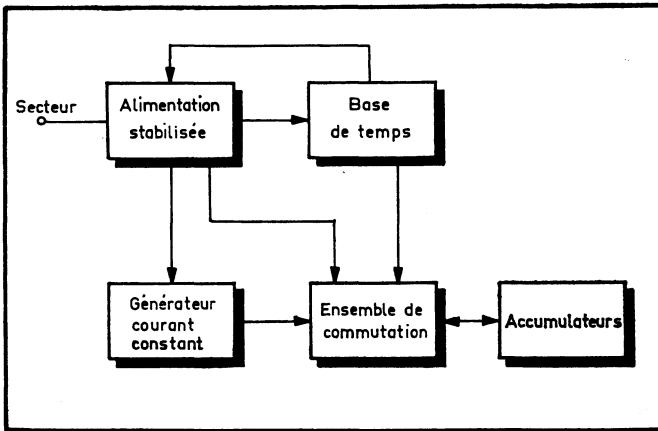 Secteur
Alimentation
stabilisée
Base
de temps
Générateur
courant
constant
Ensemble de
commutation
Accumulateurs